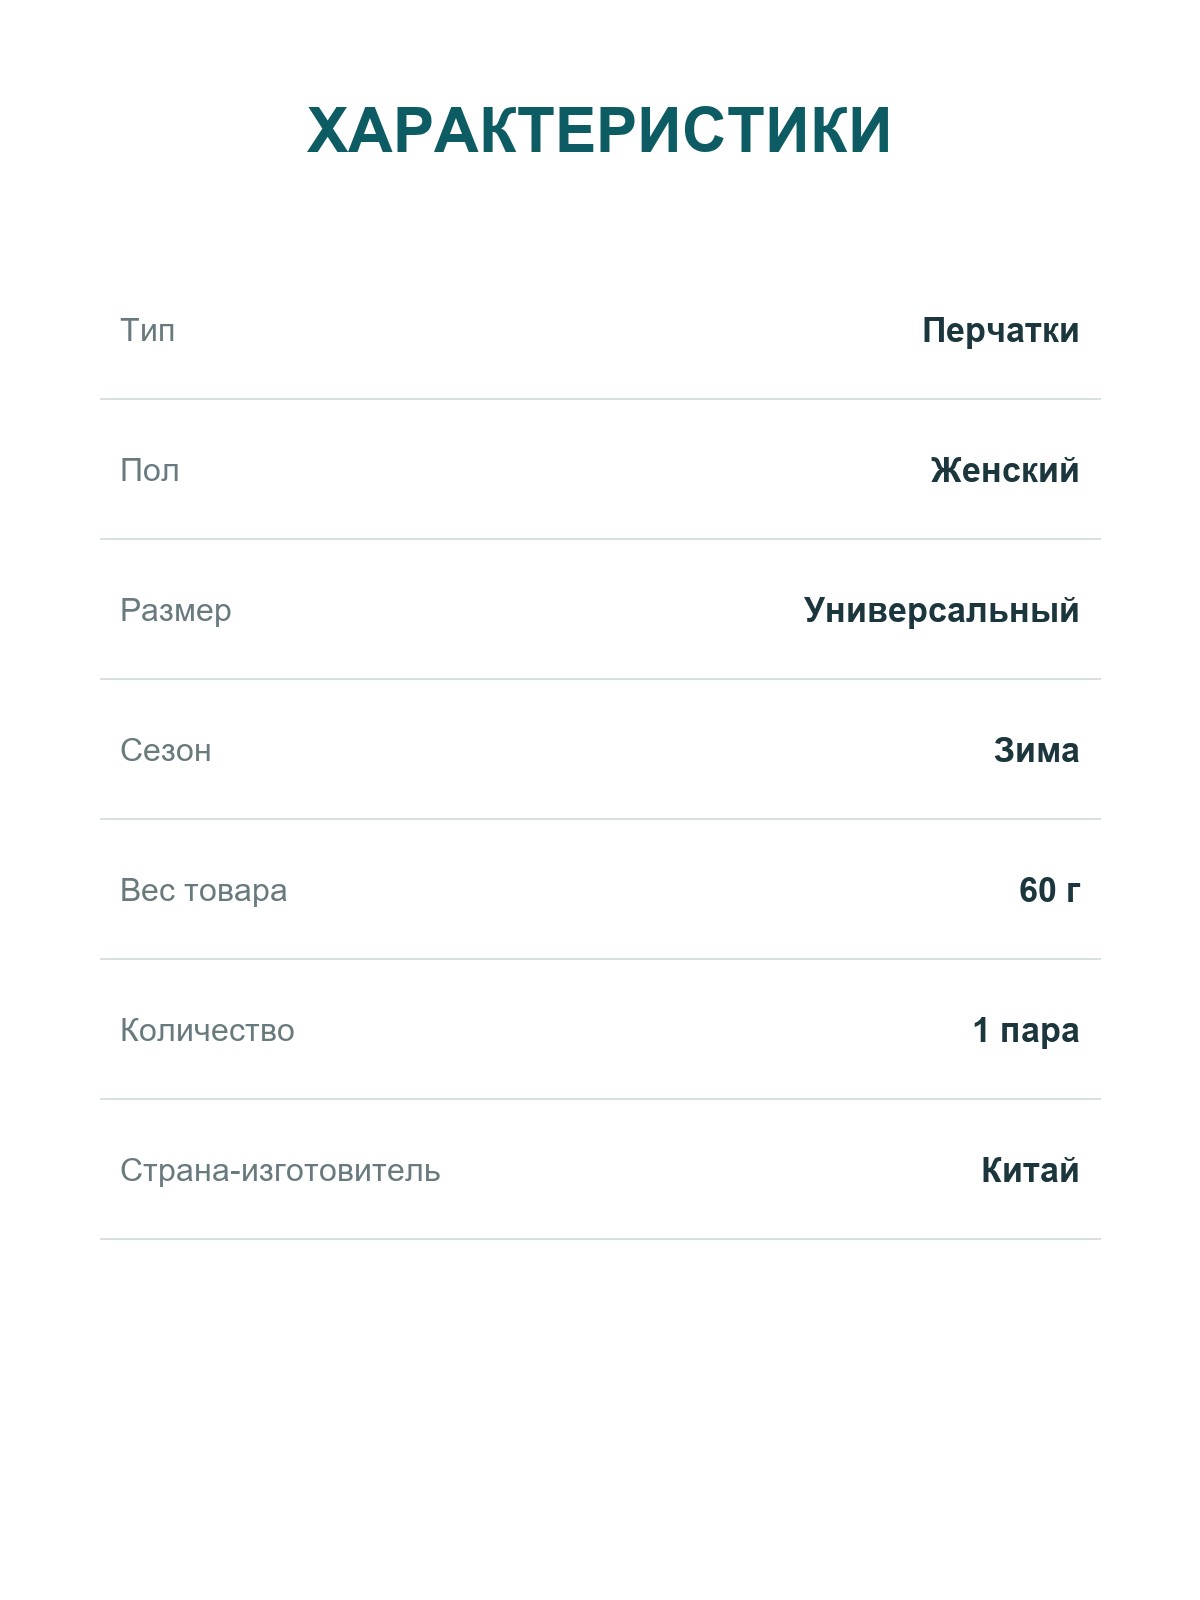 ХАРАКТЕРИСТИКИ
Тип Перчатки
Пол Женский
Размер Универсальный
Сезон Зима
Вес товара 60 г
Количество 1 пара
Страна-изготовитель Китай